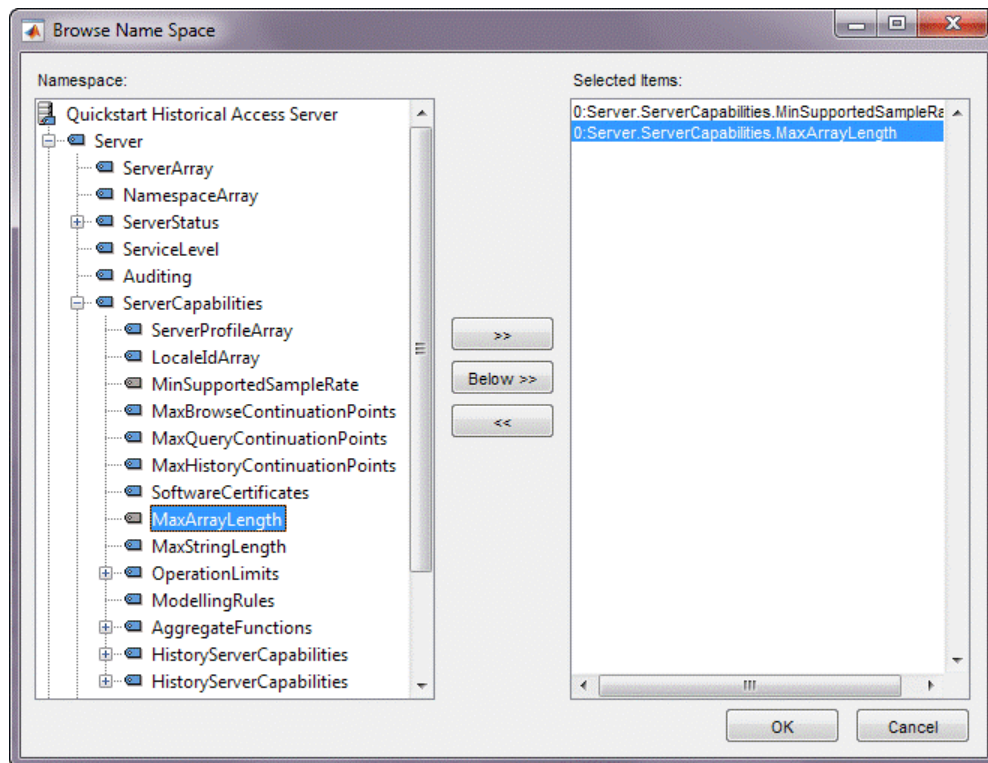 Browse Name Space
Namespace:
Quickstart Historical Access Server
Server
ServerArray
NamespaceArray
ServerStatus
ServiceLevel
Auditing
ServerCapabilities
ServerProfileArray
LocaleIdArray
MinSupportedSampleRate
MaxBrowseContinuationPoints
MaxQueryContinuationPoints
MaxHistoryContinuationPoints
SoftwareCertificates
MaxArrayLength
MaxStringLength
OperationLimits
ModellingRules
AggregateFunctions
HistoryServerCapabilities
HistoryServerCapabilities
>>
Below >>
<<
Selected Items:
0:Server.ServerCapabilities.MinSupportedSampleRa
0:Server.ServerCapabilities.MaxArrayLength
OK
Cancel